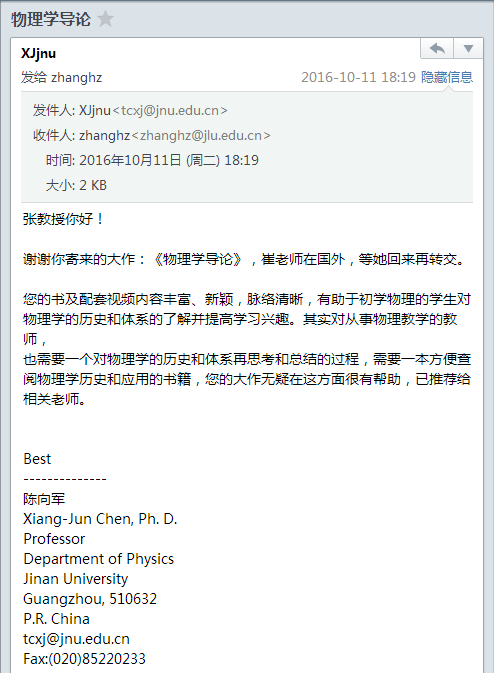 物理学导论
XJjnu
发给 zhanghz 2016-10-11 18:19 隐藏信息
发件人: XJjnu<tcxj@jnu.edu.cn>
收件人: zhanghz<zhanghz@jlu.edu.cn>
时间: 2016年10月11日 (周二) 18:19
大小: 2 KB
张教授你好！
谢谢你寄来的大作：《物理学导论》，崔老师在国外，等她回来再转交。
您的书及配套视频内容丰富、新颖，脉络清晰，有助于初学物理的学生对
物理学的历史和体系的了解并提高学习兴趣。其实对从事物理教学的教
师，
也需要一个对物理学的历史和体系再思考和总结的过程，需要一本方便查
阅物理学历史和应用的书籍，您的大作无疑在这方面很有帮助，已推荐给
相关老师。
Best
--------------
陈向军
Xiang-Jun Chen, Ph. D.
Professor
Department of Physics
Jinan University
Guangzhou, 510632
P.R. China
tcxj@jnu.edu.cn
Fax:(020)85220233